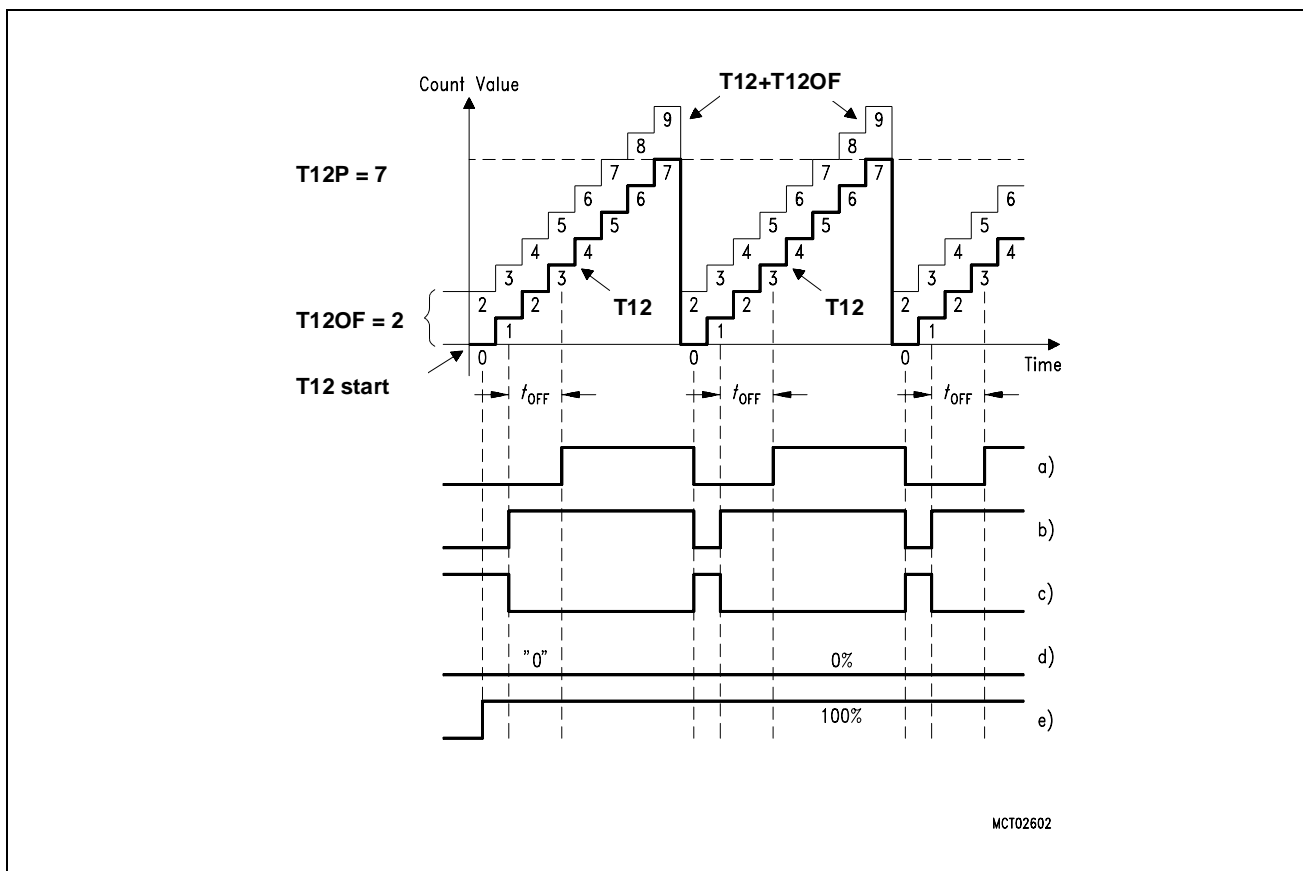 T12+T12OF
Count Value
9 9
8 8
T12P = 7
7 7 7 7
6 6 6 6 6
5 5 5 5 5
4 4 4 4 4 4
3 3 3 3 3 3
T12 T12
2 2 2 2 2 2
T12OF = 2
1 1 1
0 0 0
Time
T12 start
tOFF tOFF tOFF
a)
b)
c)
"0" 0% d)
100% e)
MCT02602